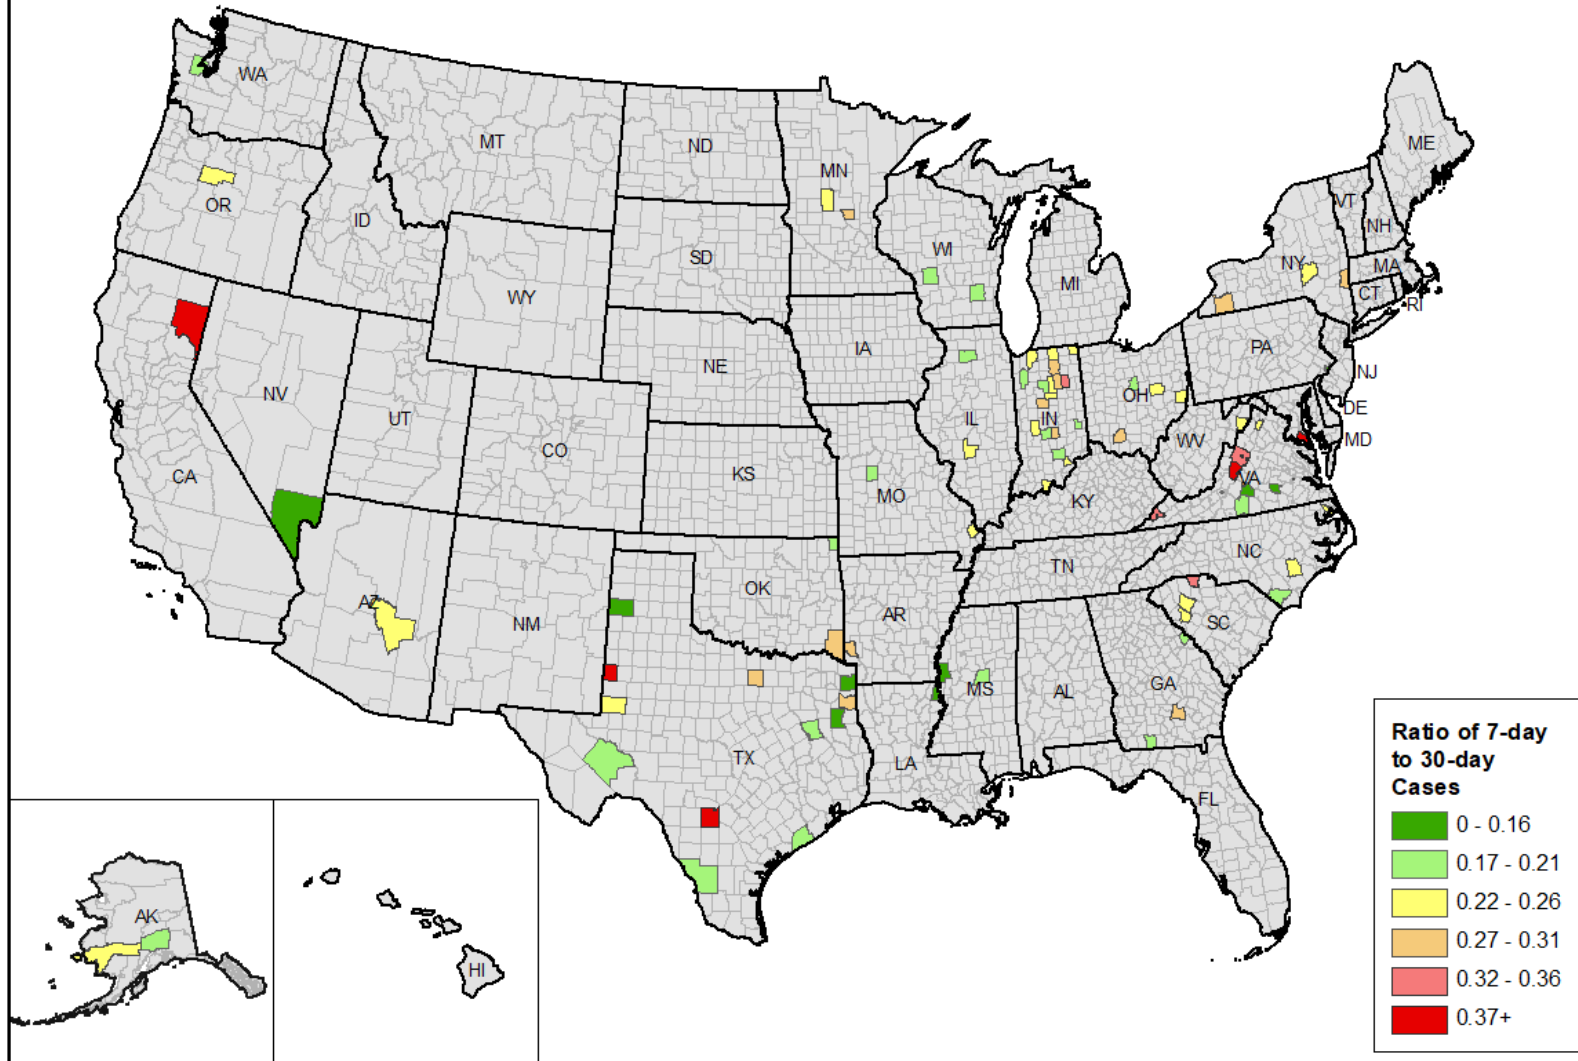 WA
MT
ND
MN
ME
OR
ID
SD
WI
MI
VT
NH
NY
MA
CT
RI
WY
IA
PA
NJ
NE
NV
UT
CO
IL
IN
OH
DE
MD
CA
KS
MO
WV
VA
KY
NC
TN
AZ
NM
OK
AR
SC
MS
AL
GA
TX
LA
FL
AK
HI
Ratio of 7-day
to 30-day
Cases
0 - 0.16
0.17 - 0.21
0.22 - 0.26
0.27 - 0.31
0.32 - 0.36
0.37+